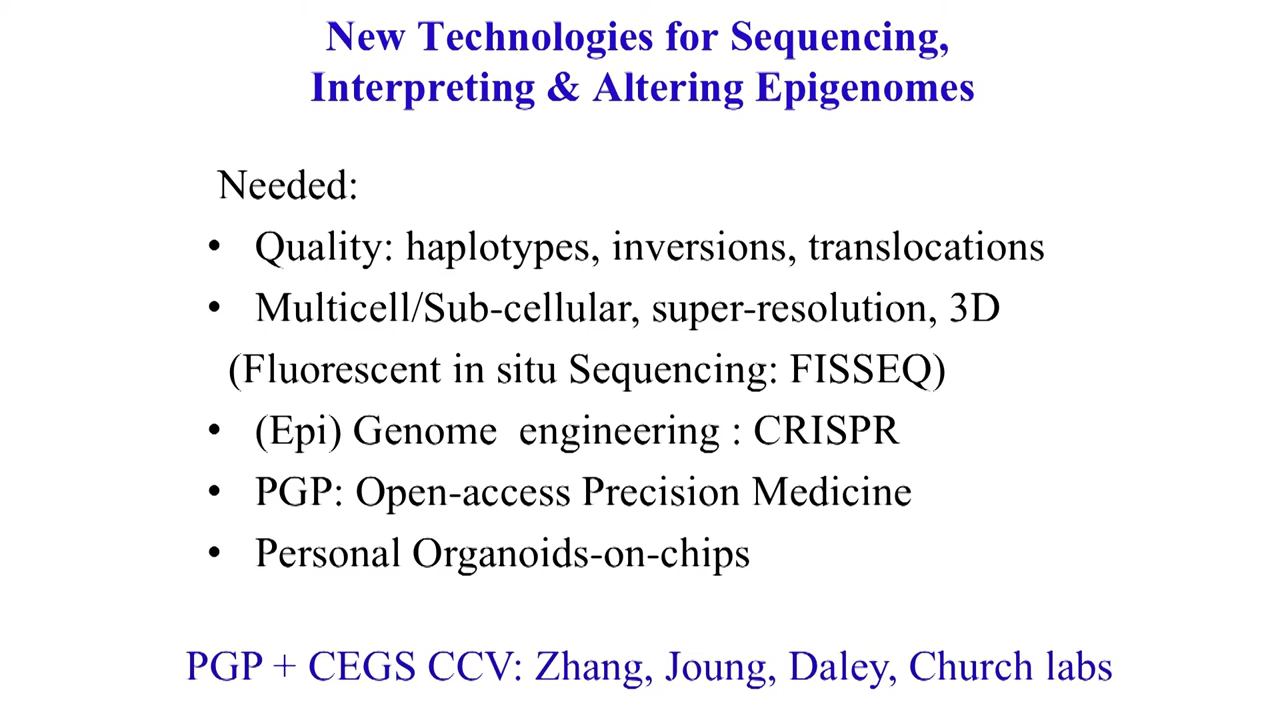 New Technologies for Sequencing,
Interpreting & Altering Epigenomes
Needed:
• Quality: haplotypes, inversions, translocations
• Multicell/Sub-cellular, super-resolution, 3D
(Fluorescent in situ Sequencing: FISSEQ)
• (Epi) Genome engineering : CRISPR
• PGP: Open-access Precision Medicine
• Personal Organoids-on-chips
PGP + CEGS CCV: Zhang, Joung, Daley, Church labs